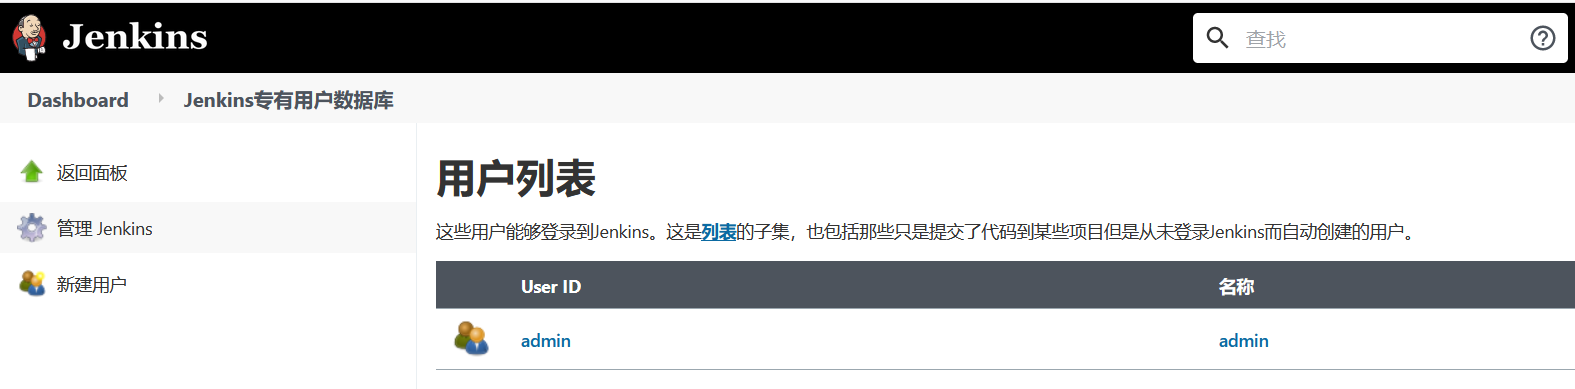 Jenkins
查找
Dashboard
Jenkins专有用户数据库
返回面板
管理 Jenkins
新建用户
用户列表
这些用户能够登录到Jenkins。这是列表的子集，也包括那些只是提交了代码到某些项目但是从未登录Jenkins而自动创建的用户。
User ID 名称
admin admin